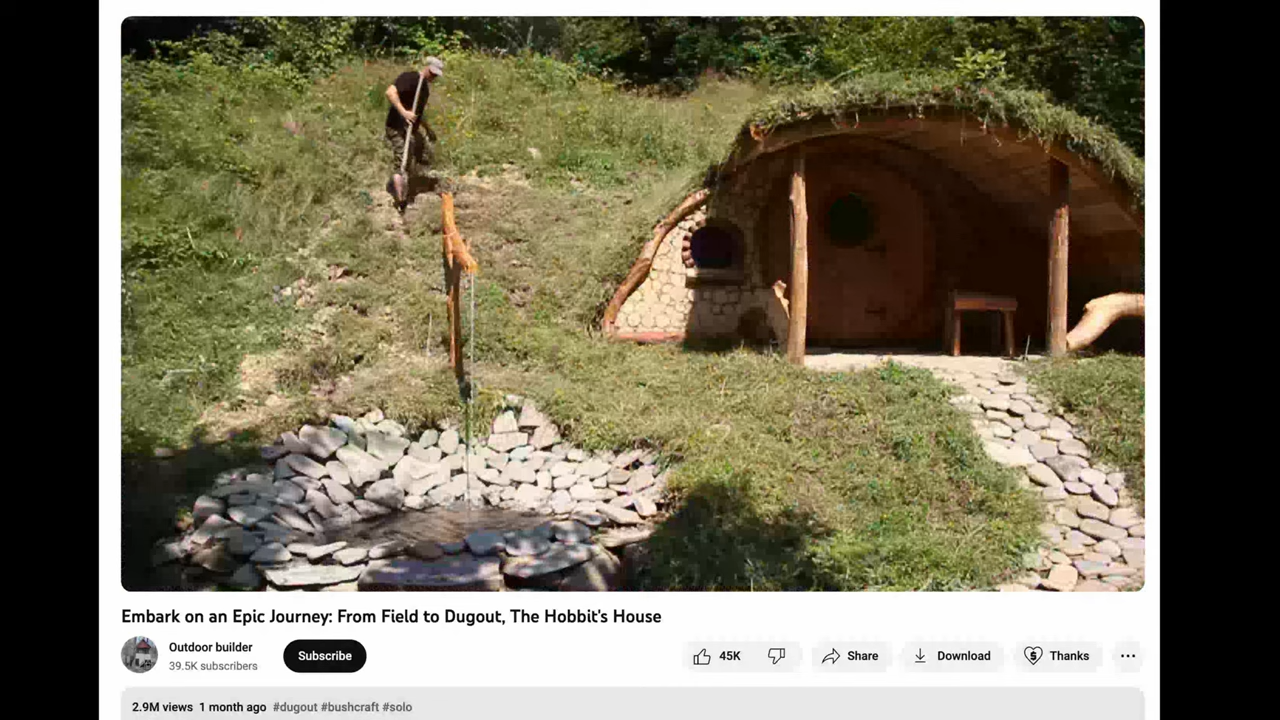 Embark on an Epic Journey: From Field to Dugout, The Hobbit's House
Outdoor builder
39.5K subscribers
Subscribe
45K
Share
Download
Thanks
2.9M views 1 month ago #dugout #bushcraft #solo